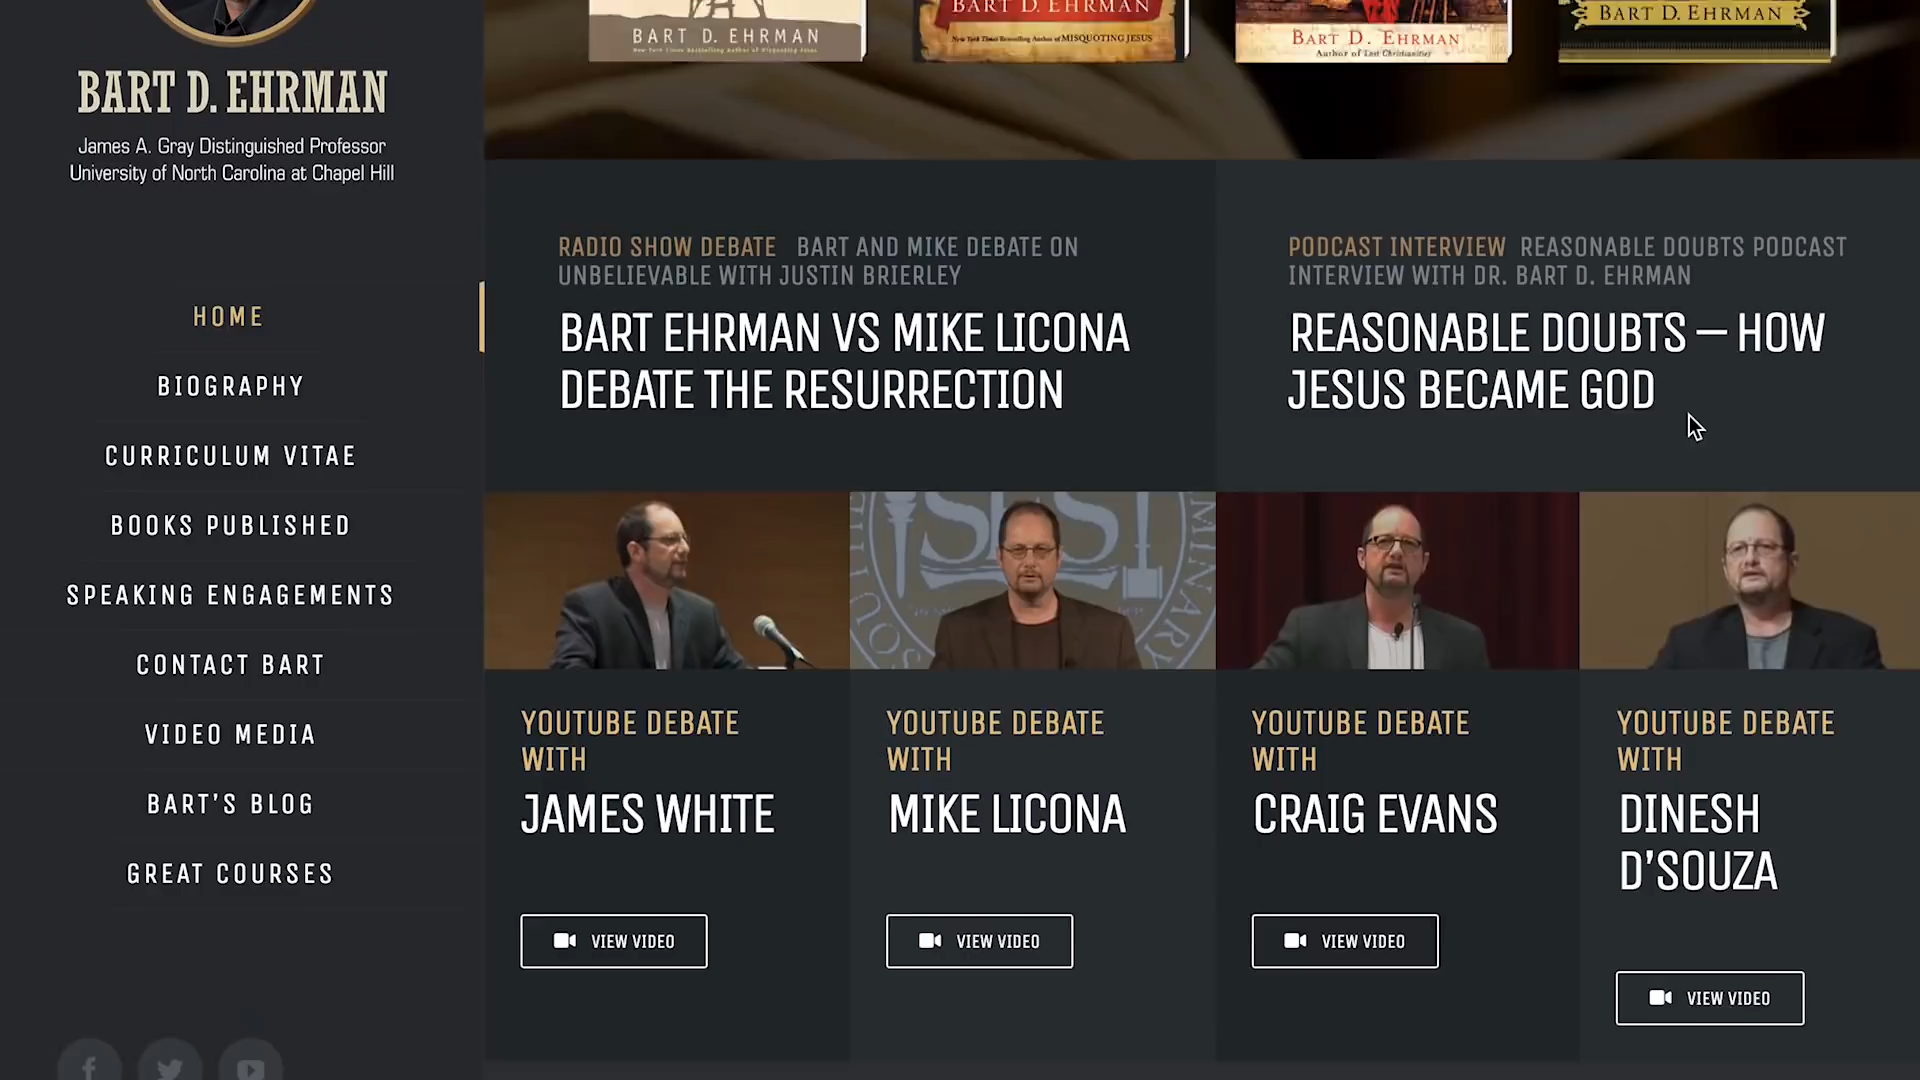 BART D. EHRMAN
New York Times Bestselling Author of Misquoting Jesus
BART D. EHRMAN
New York Times Bestselling Author of MISQUOTING JESUS
BART D. EHRMAN
Author of Lost Christianities
BART D. EHRMAN
BART D. EHRMAN
James A. Gray Distinguished Professor
University of North Carolina at Chapel Hill
HOME
BIOGRAPHY
CURRICULUM VITAE
BOOKS PUBLISHED
SPEAKING ENGAGEMENTS
CONTACT BART
VIDEO MEDIA
BART'S BLOG
GREAT COURSES
RADIO SHOW DEBATE BART AND MIKE DEBATE ON
UNBELIEVABLE WITH JUSTIN BRIERLEY
BART EHRMAN VS MIKE LICONA
DEBATE THE RESURRECTION
PODCAST INTERVIEW REASONABLE DOUBTS PODCAST
INTERVIEW WITH DR. BART D. EHRMAN
REASONABLE DOUBTS – HOW
JESUS BECAME GOD
SES
YOUTUBE DEBATE
WITH
JAMES WHITE
VIEW VIDEO
YOUTUBE DEBATE
WITH
MIKE LICONA
VIEW VIDEO
YOUTUBE DEBATE
WITH
CRAIG EVANS
VIEW VIDEO
YOUTUBE DEBATE
WITH
DINESH
D'SOUZA
VIEW VIDEO